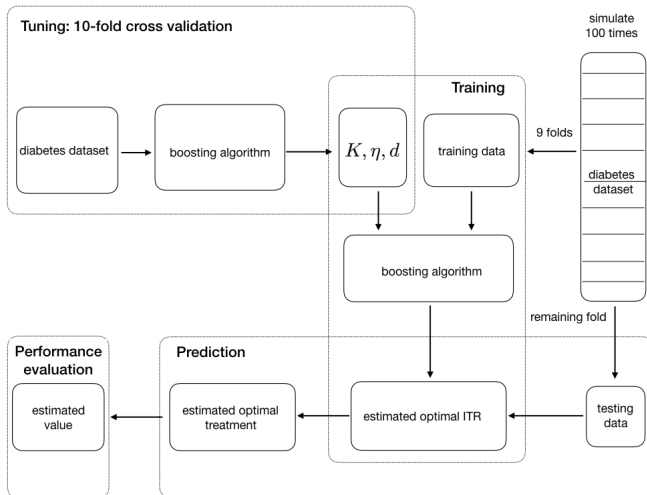 simulate
100 times
Tuning: 10-fold cross validation
Training
diabetes dataset
boosting algorithm
K, η, d
training data
9 folds
diabetes
dataset
boosting algorithm
remaining fold
Performance
evaluation
Prediction
estimated
value
estimated optimal
treatment
estimated optimal ITR
testing
data